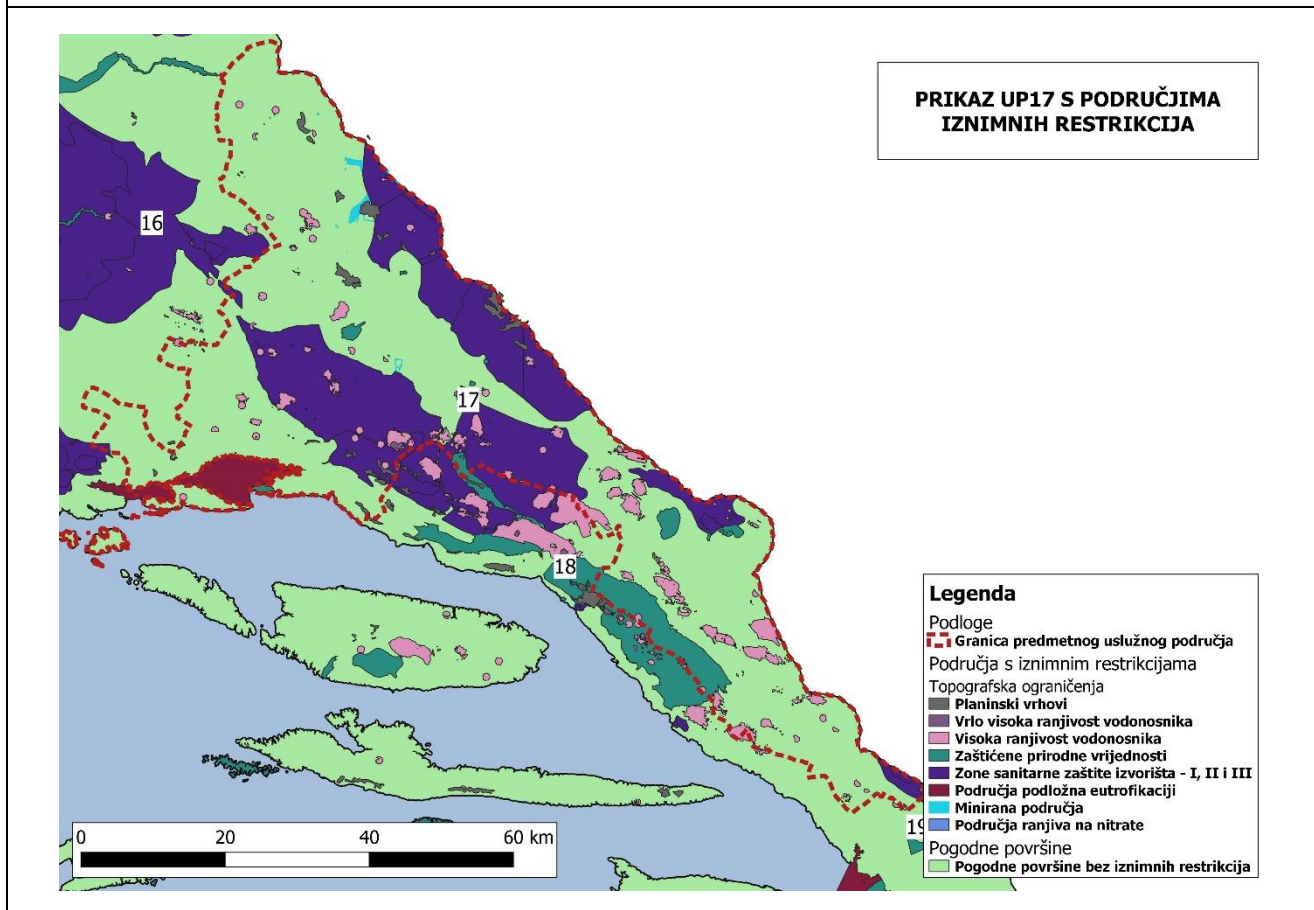 PRIKAZ UP17 S PODRUČJIMA
IZNIMNIH RESTRIKCIJA
16
17
18
19
Legenda
Podloge
Granica predmetnog uslužnog područja
Područja s iznimnim restrikcijama
Topografska ograničenja
Planinski vrhovi
Vrlo visoka ranjivost vodonosnika
Visoka ranjivost vodonosnika
Zaštićene prirodne vrijednosti
Zone sanitarne zaštite izvorišta - I, II i III
Područja podložna eutrofikaciji
Minirana područja
Područja ranjiva na nitrate
Pogodne površine
Pogodne površine bez iznimnih restrikcija
0 20 40 60 km